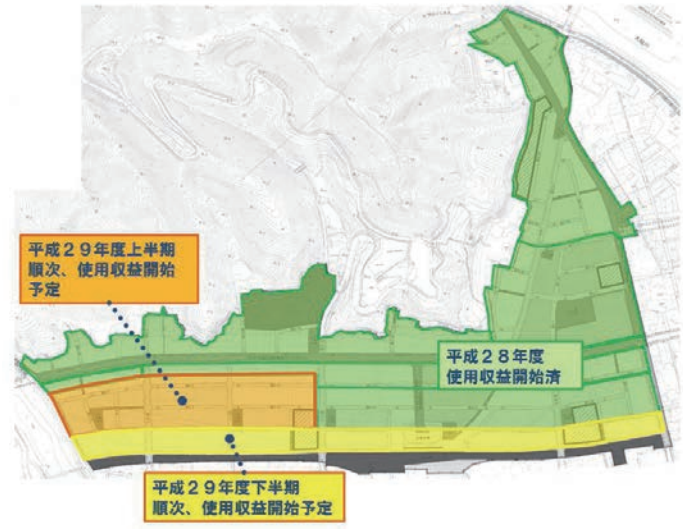 平成２９年度上半期
順次、使用収益開始
予定
平成２８年度
使用収益開始済
平成２９年度下半期
順次、使用収益開始予定